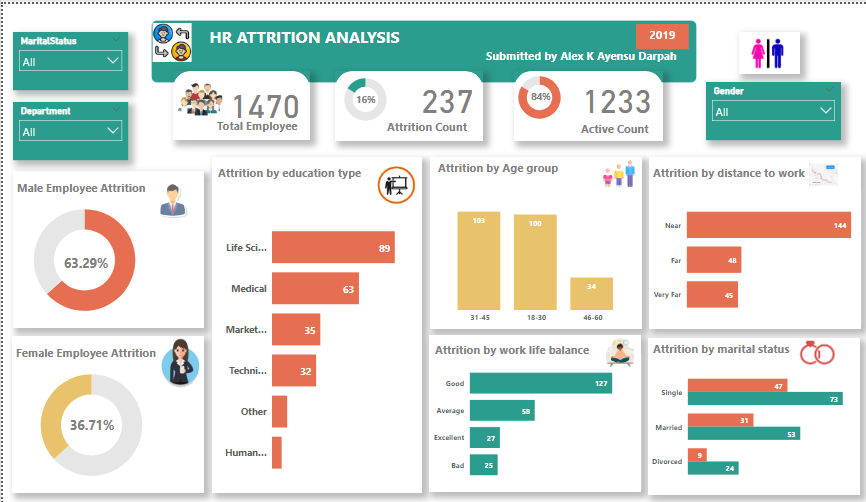 MaritalStatus
All
Department
All
HR ATTRITION ANALYSIS
2019
Submitted by Alex K Ayensu Darpah
1470
Total Employee
16%
237
Attrition Count
84%
1233
Active Count
Gender
All
Male Employee Attrition
63.29%
Female Employee Attrition
36.71%
Attrition by education type
Life Sci... 89
Medical 63
Market... 35
Techni... 32
Other
Human...
Attrition by Age group
103 100 34
31-45 18-30 46-60
Attrition by distance to work
Near 144
Far 48
Very Far 45
Attrition by work life balance
Good 127
Average 58
Excellent 27
Bad 25
Attrition by marital status
Single 47
73
Married 31
53
Divorced 9
24